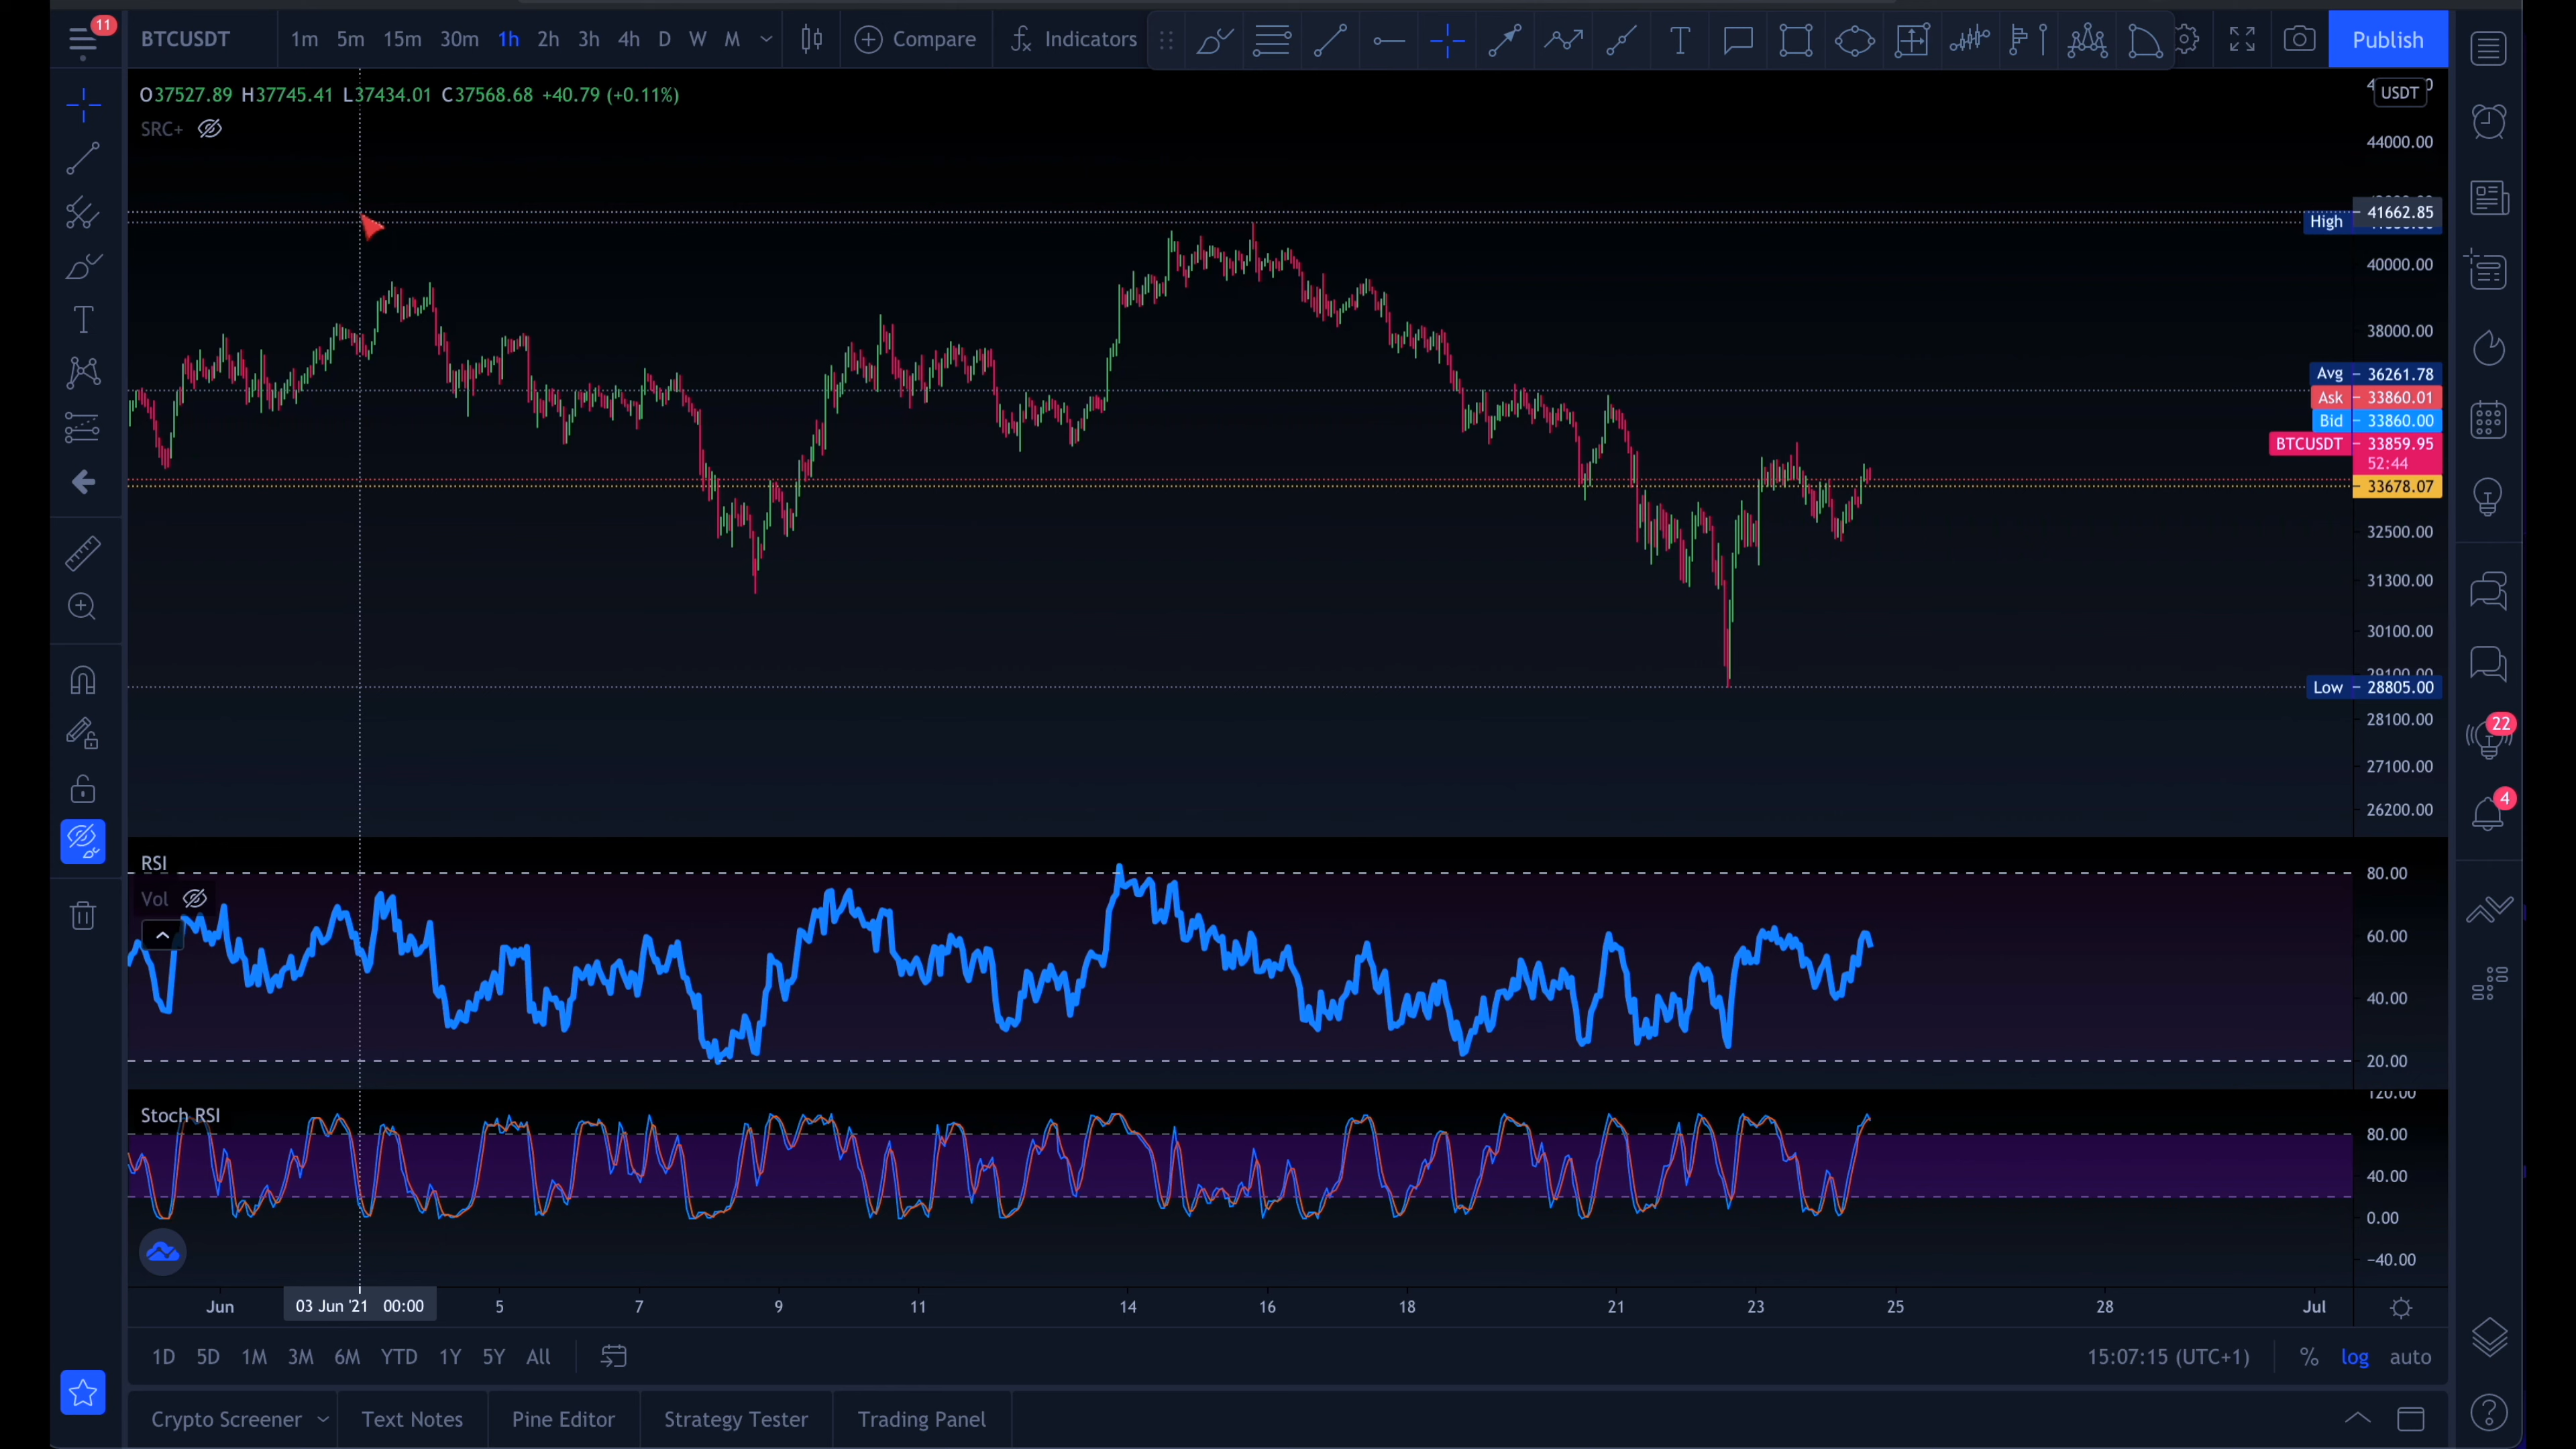 11
BTCUSDT 1m 5m 15m 30m 1h 2h 3h 4h D W M Compare Indicators Publish
O37527.89 H37745.41 L37434.01 C37568.68 +40.79 (+0.11%)
SRC+
USDT
44000.00
41662.85
High
40000.00
38000.00
Avg 36261.78
Ask 33860.01
Bid 33860.00
BTCUSDT 33859.95
52:44
33678.07
32500.00
31300.00
30100.00
Low 28805.00
28100.00
27100.00
26200.00
22
4
RSI
Vol
80.00
60.00
40.00
20.00
Stoch RSI
120.00
80.00
40.00
0.00
−40.00
Jun 03 Jun '21 00:00 5 7 9 11 14 16 18 21 23 25 28 Jul
1D 5D 1M 3M 6M YTD 1Y 5Y All 15:07:15 (UTC+1) % log auto
Crypto Screener Text Notes Pine Editor Strategy Tester Trading Panel